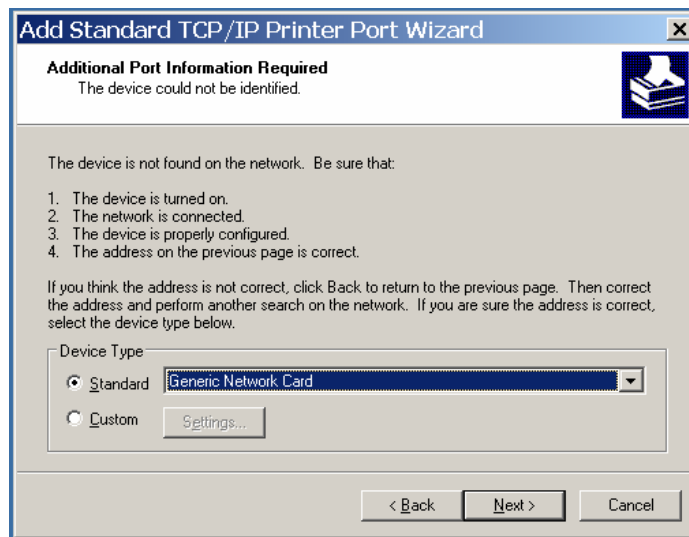 Add Standard TCP/IP Printer Port Wizard
Additional Port Information Required
The device could not be identified.
The device is not found on the network.  Be sure that:
1.  The device is turned on.
2.  The network is connected.
3.  The device is properly configured.
4.  The address on the previous page is correct.
If you think the address is not correct, click Back to return to the previous page.  Then correct
the address and perform another search on the network.  If you are sure the address is correct,
select the device type below.
Device Type
Standard
Generic Network Card
Custom
Settings...
< Back
Next >
Cancel